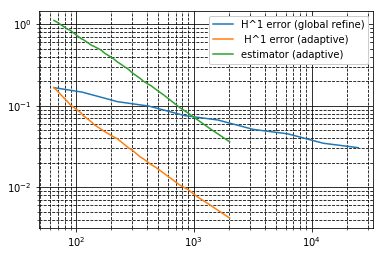 10⁰
10⁻¹
10⁻²
10²
10³
10⁴
H^1 error (global refine)
H^1 error (adaptive)
estimator (adaptive)